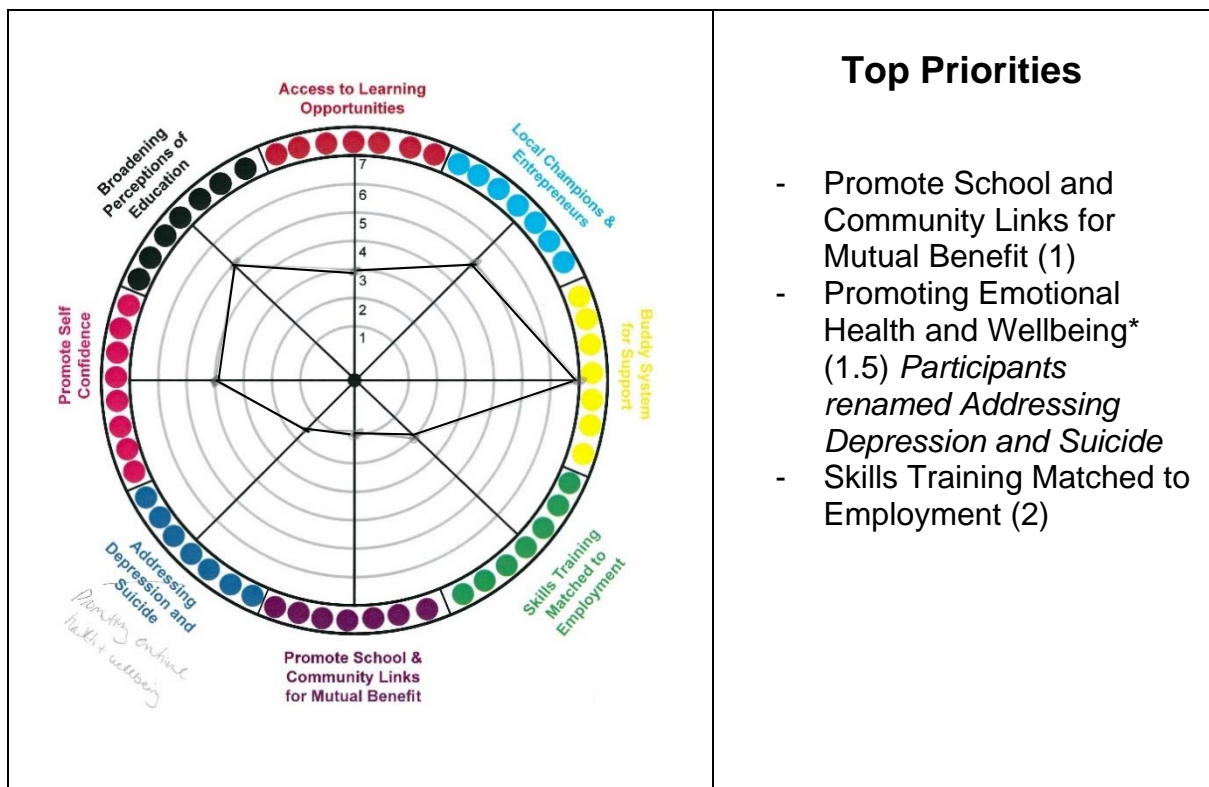 Access to Learning
Opportunities
Local Champions &
Entrepreneurs
Buddy System
for Support
Skills Training
Matched to
Employment
Promote School &
Community Links
for Mutual Benefit
Addressing
Depression and
Suicide
Promoting
health + wellbeing
Promote Self
Confidence
Broadening
Perceptions of
Education
7
6
5
4
3
2
1
Top Priorities
- Promote School and
Community Links for
Mutual Benefit (1)
- Promoting Emotional
Health and Wellbeing*
(1.5) Participants
renamed Addressing
Depression and Suicide
- Skills Training Matched to
Employment (2)